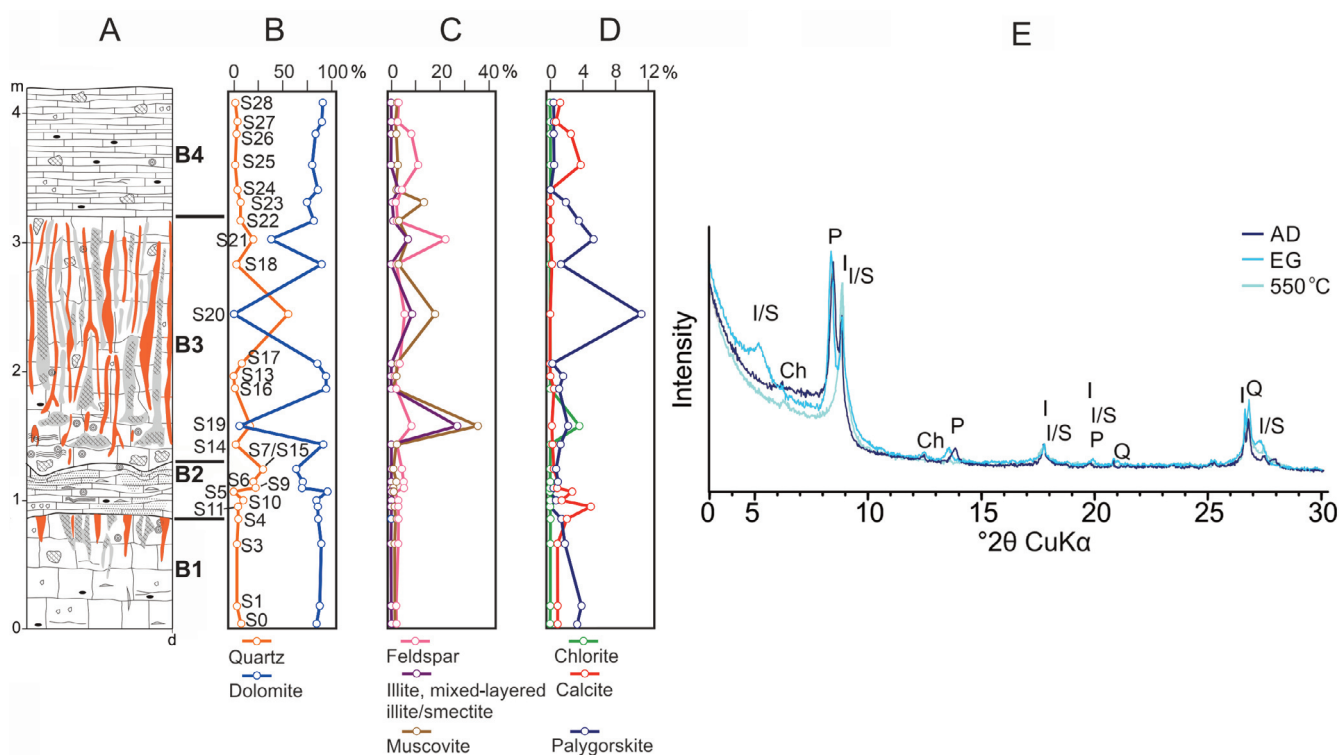 A
B
C
D
E
m
4
3
2
1
0
d
B4
B3
B2
B1
0 50 100 %
S28
S27
S26
S25
S24
S23
S22
S21
S18
S20
S17
S13
S16
S19
S14
S7/S15
S6
S9
S5
S10
S11
S4
S3
S1
S0
Quartz
Dolomite
0 20 40 %
Feldspar
Illite, mixed-layered
illite/smectite
Muscovite
0 4 8 12 %
Chlorite
Calcite
Palygorskite
AD
EG
550 °C
Intensity
I/S
Ch
P
I
I/S
Ch
P
I
I/S
I
I/S
P
Q
I
Q
I/S
0 5 10 15 20 25 30
°2θ CuKα